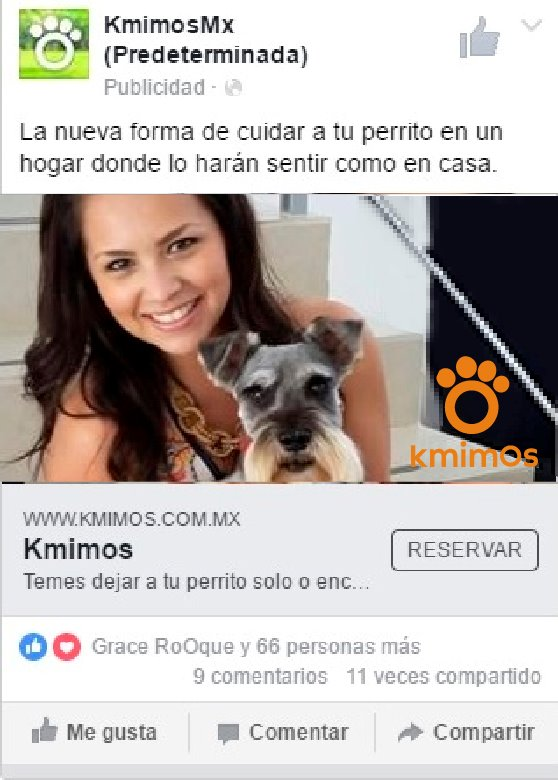 KmimosMx
(Predeterminada)
Publicidad ·
La nueva forma de cuidar a tu perrito en un
hogar donde lo harán sentir como en casa.
kmimos
WWW.KMIMOS.COM.MX
Kmimos
RESERVAR
Temes dejar a tu perrito solo o enc...
Grace RoOque y 66 personas más
9 comentarios 11 veces compartido
Me gusta Comentar Compartir